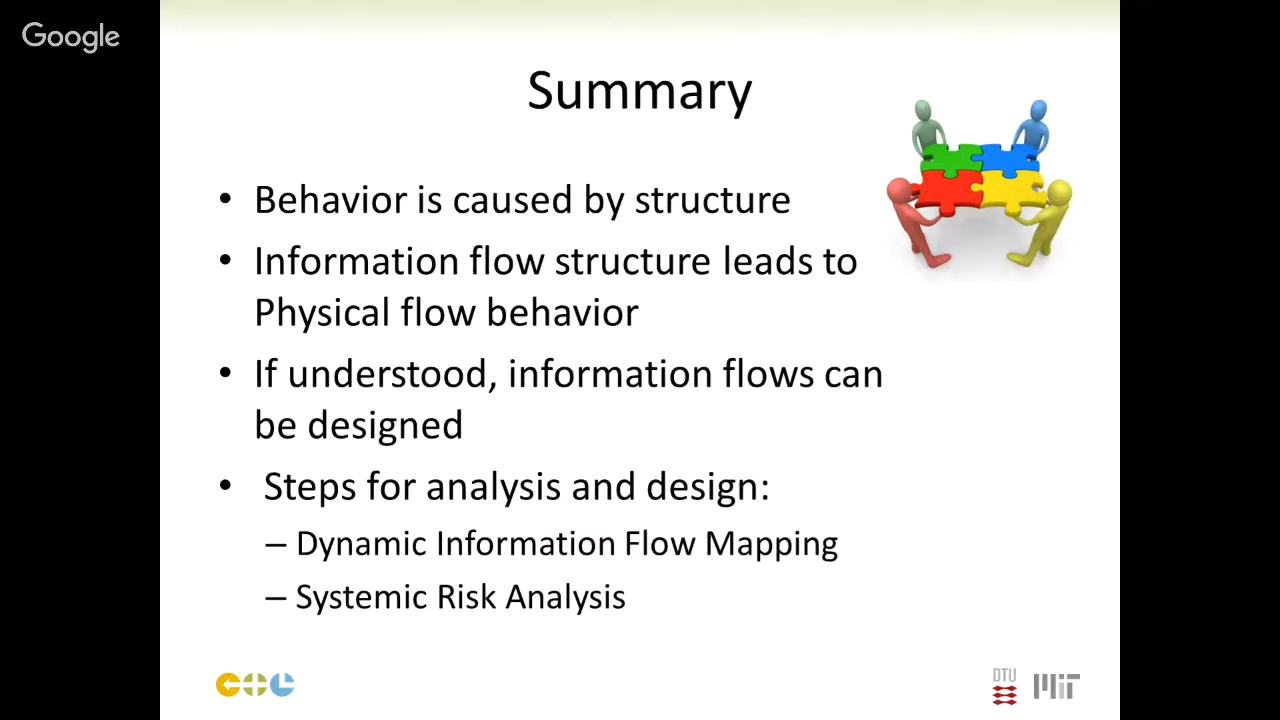 Google
Summary
• Behavior is caused by structure
• Information flow structure leads to
Physical flow behavior
• If understood, information flows can
be designed
• Steps for analysis and design:
– Dynamic Information Flow Mapping
– Systemic Risk Analysis
DTU
MIT